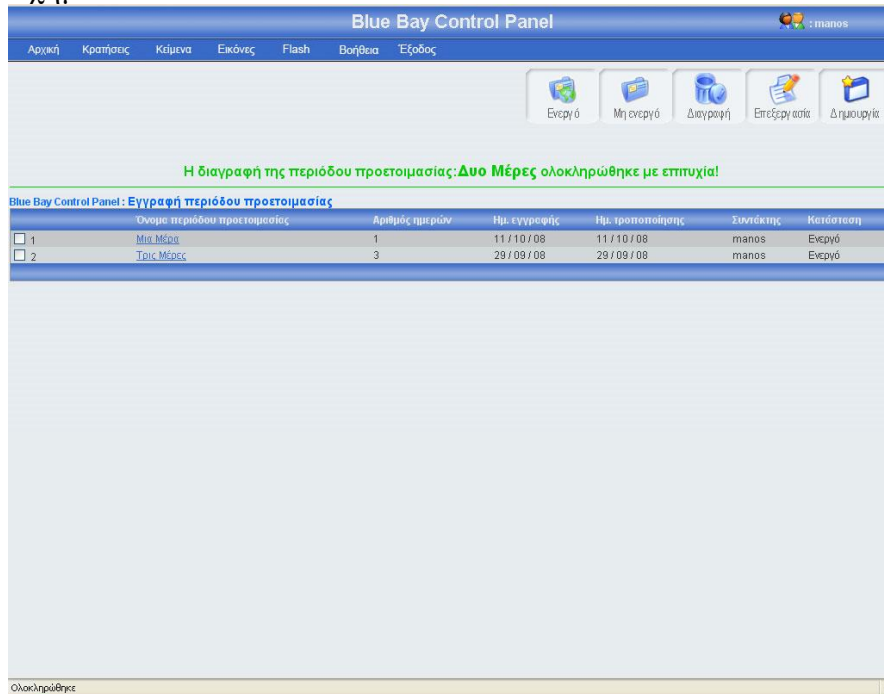 Blue Bay Control Panel
: manos
Αρχική Κρατήσεις Κείμενα Εικόνες Flash Βοήθεια Έξοδος
Ενεργό Μη ενεργό Διαγραφή Επεξεργασία Δημιουργία
Η διαγραφή της περιόδου προετοιμασίας:Δυο Μέρες ολοκληρώθηκε με επιτυχία!
Blue Bay Control Panel : Εγγραφή περιόδου προετοιμασίας
Όνομα περιόδου προετοιμασίας Αριθμός ημερών Ημ. εγγραφής Ημ. τροποποίησης Συντάκτης Κατάσταση
1 Μια Μέρα 1 11 / 10 / 08 11 / 10 / 08 manos Ενεργό
2 Τρις Μέρες 3 29 / 09 / 08 29 / 09 / 08 manos Ενεργό
Ολοκληρώθηκε